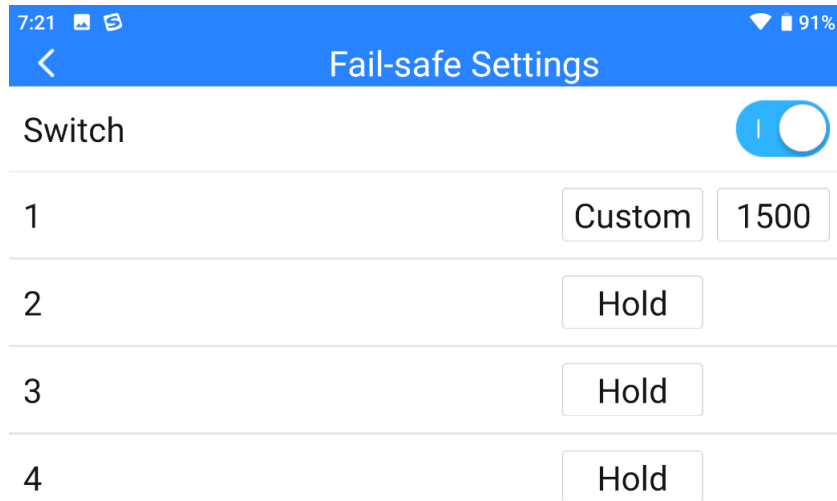 7:21 91%
Fail-safe Settings
Switch
1 Custom 1500
2 Hold
3 Hold
4 Hold